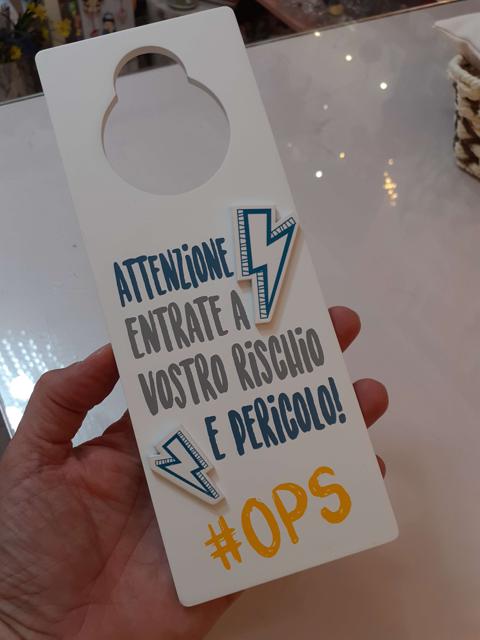 ATTENZIONE
ENTRATE A
VOSTRO RISCHIO
E PERICOLO!
#OPS